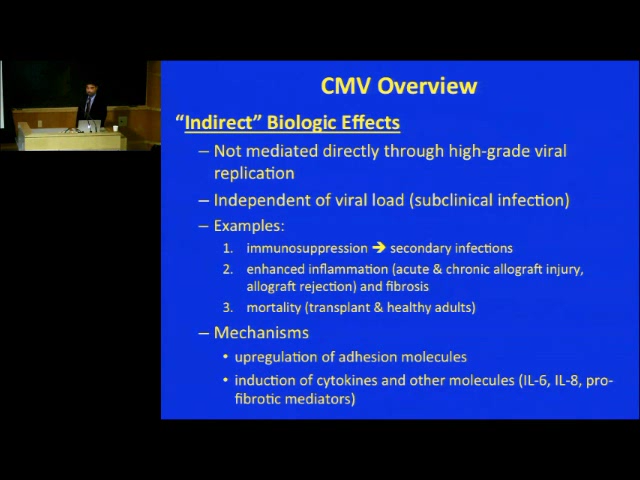 CMV Overview
“Indirect” Biologic Effects
– Not mediated directly through high-grade viral
replication
– Independent of viral load (subclinical infection)
– Examples:
1. immunosuppression ➔ secondary infections
2. enhanced inflammation (acute & chronic allograft injury,
allograft rejection) and fibrosis
3. mortality (transplant & healthy adults)
– Mechanisms
• upregulation of adhesion molecules
• induction of cytokines and other molecules (IL-6, IL-8, pro-
fibrotic mediators)